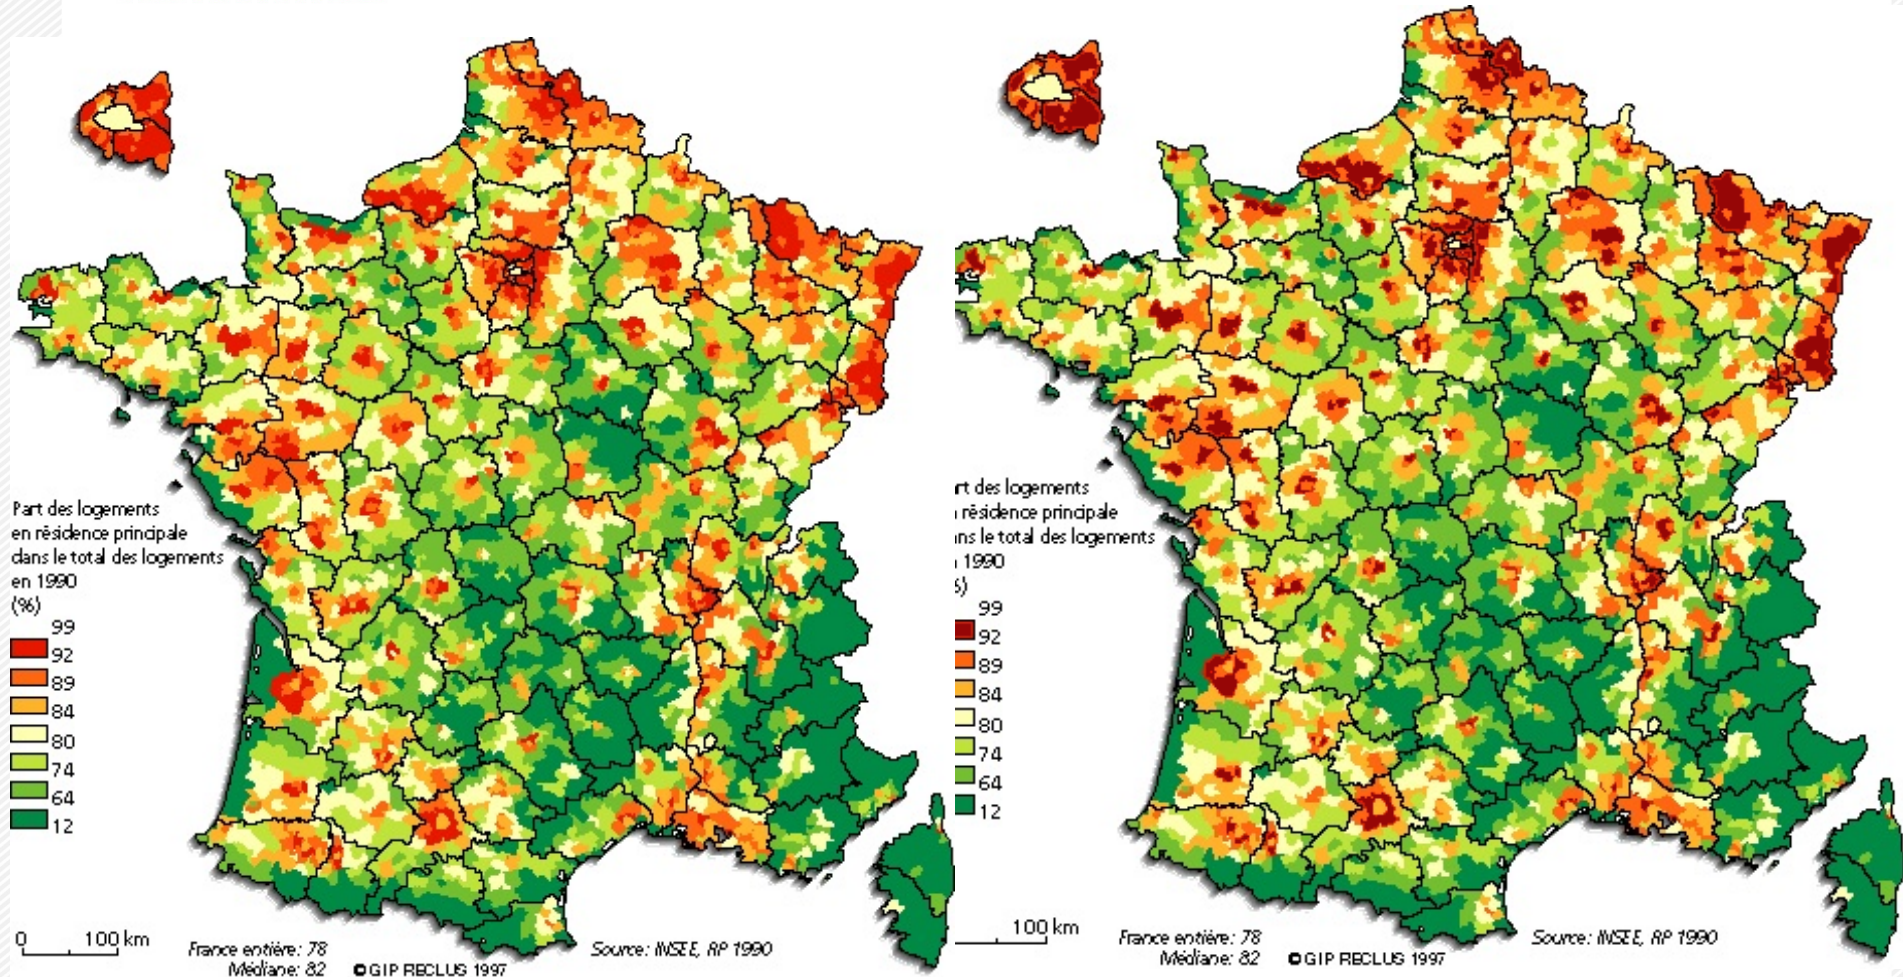 Part des logements
en résidence principale
dans le total des logements
en 1990
(%)
99
92
89
84
80
74
64
12
0 100 km
France entière: 78
Médiane: 82
© GIP RECLUS 1997
Source: INSEE, RP 1990
rt des logements
résidence principale
ns le total des logements
1990
%)
99
92
89
84
80
74
64
12
100 km
France entière: 78
Médiane: 82
© GIP RECLUS 1997
Source: INSEE, RP 1990